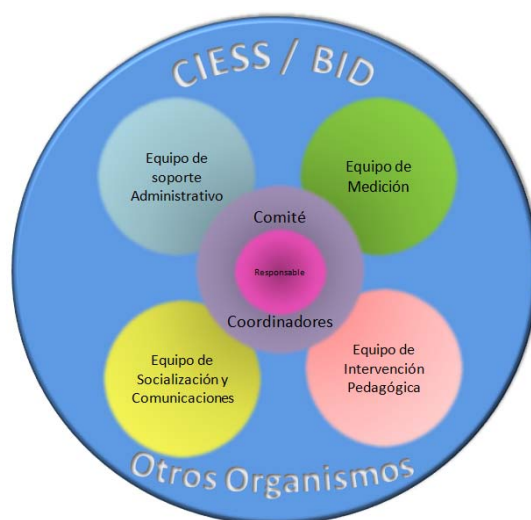 CIESS / BID
Equipo de
soporte
Administrativo
Equipo de
Medición
Comité
Responsable
Coordinadores
Equipo de
Socialización y
Comunicaciones
Equipo de
Intervención
Pedagógica
Otros Organismos